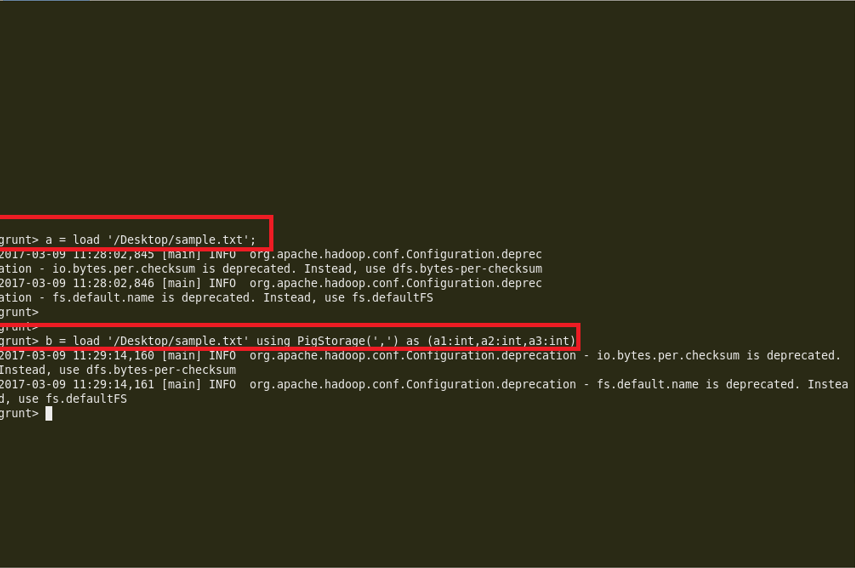 grunt> a = load '/Desktop/sample.txt';
2017-03-09 11:28:02,845 [main] INFO  org.apache.hadoop.conf.Configuration.deprec
ation - io.bytes.per.checksum is deprecated. Instead, use dfs.bytes-per-checksum
2017-03-09 11:28:02,846 [main] INFO  org.apache.hadoop.conf.Configuration.deprec
ation - fs.default.name is deprecated. Instead, use fs.defaultFS
grunt>
grunt>
grunt> b = load '/Desktop/sample.txt' using PigStorage(',') as (a1:int,a2:int,a3:int)
2017-03-09 11:29:14,160 [main] INFO  org.apache.hadoop.conf.Configuration.deprecation - io.bytes.per.checksum is deprecated.
Instead, use dfs.bytes-per-checksum
2017-03-09 11:29:14,161 [main] INFO  org.apache.hadoop.conf.Configuration.deprecation - fs.default.name is deprecated. Instea
d, use fs.defaultFS
grunt>